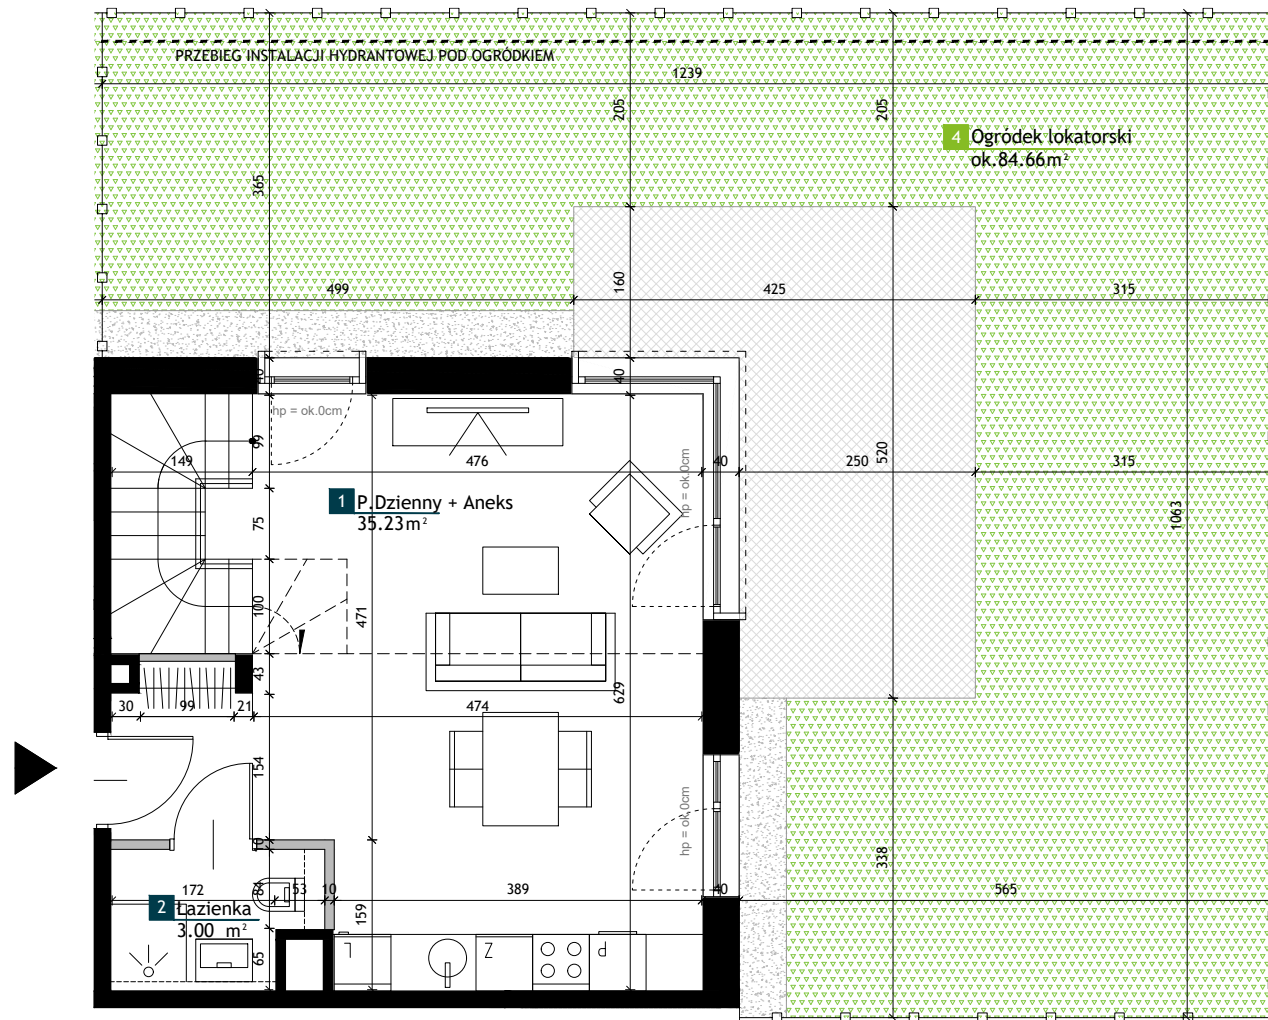 PRZEBIEG INSTALACJI HYDRANTOWEJ POD OGRÓDKIEM
1239
205
205
4 Ogródek lokatorski
ok.84.66m²
365
499
160
425
315
40
40
hp = ok.0cm
99
149
476
40
250
520
315
hp = ok.0cm
1 P.Dzienny + Aneks
35.23m²
75
1063
100
471
43
629
30
99
21
474
154
hp = ok.0cm
10
338
172
53
10
389
40
565
2 Łazienka
3.00 m²
159
65
L
Z
P